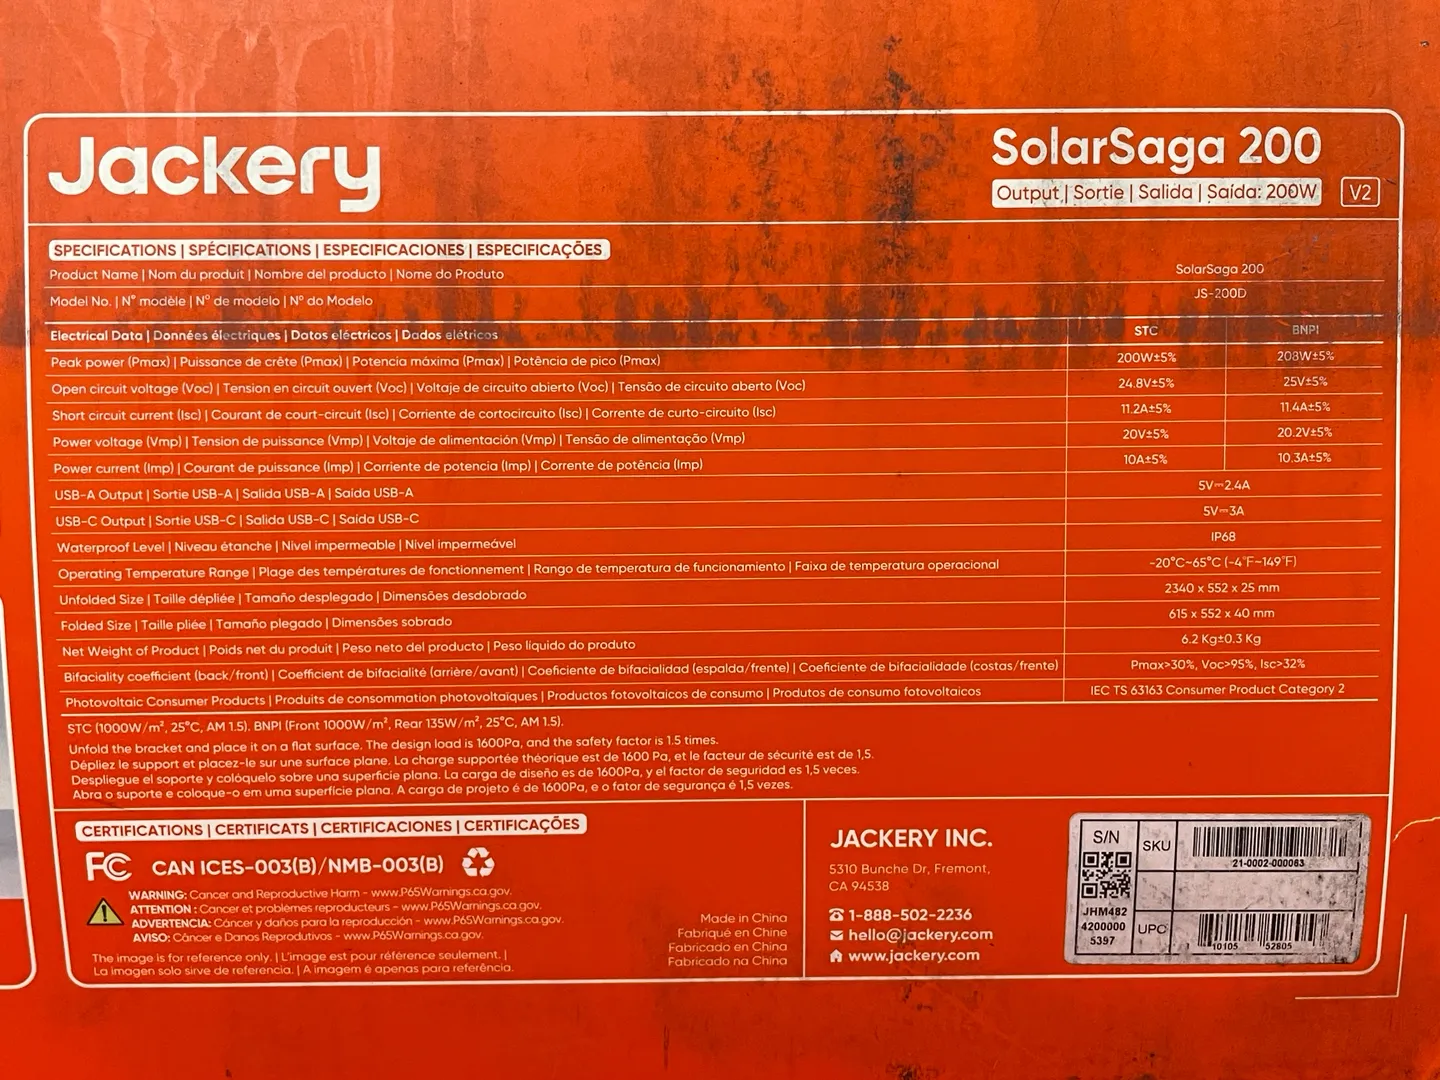 Jackery
SolarSaga 200
Output | Sortie | Salida | Saída: 200W
V2
SPECIFICATIONS | SPÉCIFICATIONS | ESPECIFICACIONES | ESPECIFICAÇÕES
Product Name | Nom du produit | Nombre del producto | Nome do Produto SolarSaga 200
Model No. | N° modèle | Nº de modelo | Nº do Modelo JS-200D
Electrical Data | Données électriques | Datos eléctricos | Dados elétricos STC BNPI
Peak power (Pmax) | Puissance de crête (Pmax) | Potencia máxima (Pmax) | Potência de pico (Pmax) 200W±5% 208W±5%
Open circuit voltage (Voc) | Tension en circuit ouvert (Voc) | Voltaje de circuito abierto (Voc) | Tensão de circuito aberto (Voc) 24.8V±5% 25V±5%
Short circuit current (Isc) | Courant de court-circuit (Isc) | Corriente de cortocircuito (Isc) | Corrente de curto-circuito (Isc) 11.2A±5% 11.4A±5%
Power voltage (Vmp) | Tension de puissance (Vmp) | Voltaje de alimentación (Vmp) | Tensão de alimentação (Vmp) 20V±5% 20.2V±5%
Power current (Imp) | Courant de puissance (Imp) | Corriente de potencia (Imp) | Corrente de potência (Imp) 10A±5% 10.3A±5%
USB-A Output | Sortie USB-A | Salida USB-A | Saída USB-A 5V⎓2.4A
USB-C Output | Sortie USB-C | Salida USB-C | Saída USB-C 5V⎓3A
Waterproof Level | Niveau étanche | Nivel impermeable | Nível impermeável IP68
Operating Temperature Range | Plage des températures de fonctionnement | Rango de temperatura de funcionamiento | Faixa de temperatura operacional -20°C~65°C (-4°F~149°F)
Unfolded Size | Taille dépliée | Tamaño desplegado | Dimensões desdobrado 2340 x 552 x 25 mm
Folded Size | Taille pliée | Tamaño plegado | Dimensões sobrado 615 x 552 x 40 mm
Net Weight of Product | Poids net du produit | Peso neto del producto | Peso líquido do produto 6.2 Kg±0.3 Kg
Bifaciality coefficient (back/front) | Coefficient de bifacialité (arrière/avant) | Coeficiente de bifacialidad (espalda/frente) | Coeficiente de bifacialidade (costas/frente) Pmax>30%, Voc>95%, Isc>32%
Photovoltaic Consumer Products | Produits de consommation photovoltaïques | Productos fotovoltaicos de consumo | Produtos de consumo fotovoltaicos IEC TS 63163 Consumer Product Category 2
STC (1000W/m², 25°C, AM 1.5). BNPI (Front 1000W/m², Rear 135W/m², 25°C, AM 1.5).
Unfold the bracket and place it on a flat surface. The design load is 1600Pa, and the safety factor is 1.5 times.
Dépliez le support et placez-le sur une surface plane. La charge supportée théorique est de 1600 Pa, et le facteur de sécurité est de 1,5.
Despliegue el soporte y colóquelo sobre una superficie plana. La carga de diseño es de 1600Pa, y el factor de seguridad es 1,5 veces.
Abra o suporte e coloque-o em uma superfície plana. A carga de projeto é de 1600Pa, e o fator de segurança é 1,5 vezes.
CERTIFICATIONS | CERTIFICATS | CERTIFICACIONES | CERTIFICAÇÕES
FC CAN ICES-003(B)/NMB-003(B)
WARNING: Cancer and Reproductive Harm - www.P65Warnings.ca.gov.
ATTENTION : Cancer et problèmes reproducteurs - www.P65Warnings.ca.gov.
ADVERTENCIA: Cáncer y daños para la reproducción - www.P65Warnings.ca.gov.
AVISO: Câncer e Danos Reprodutivos - www.P65Warnings.ca.gov.
The image is for reference only. | L'image est pour référence seulement. |
La imagen solo sirve de referencia. | A imagem é apenas para referência.
Made in China
Fabriqué en Chine
Fabricado en China
Fabricado na China
JACKERY INC.
5310 Bunche Dr, Fremont,
CA 94538
1-888-502-2236
hello@jackery.com
www.jackery.com
S/N
JHM482
4200000
5397
SKU
21-0002-000063
UPC
1 10105 52805